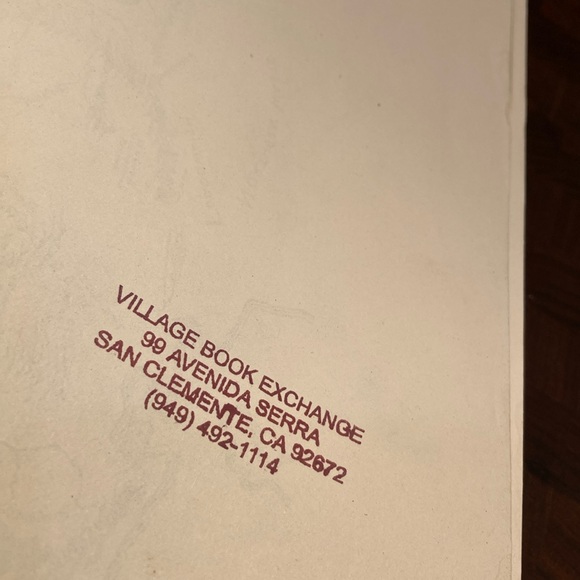 VILLAGE BOOK EXCHANGE
99 AVENIDA SERRA
SAN CLEMENTE, CA 92672
(949) 492-1114